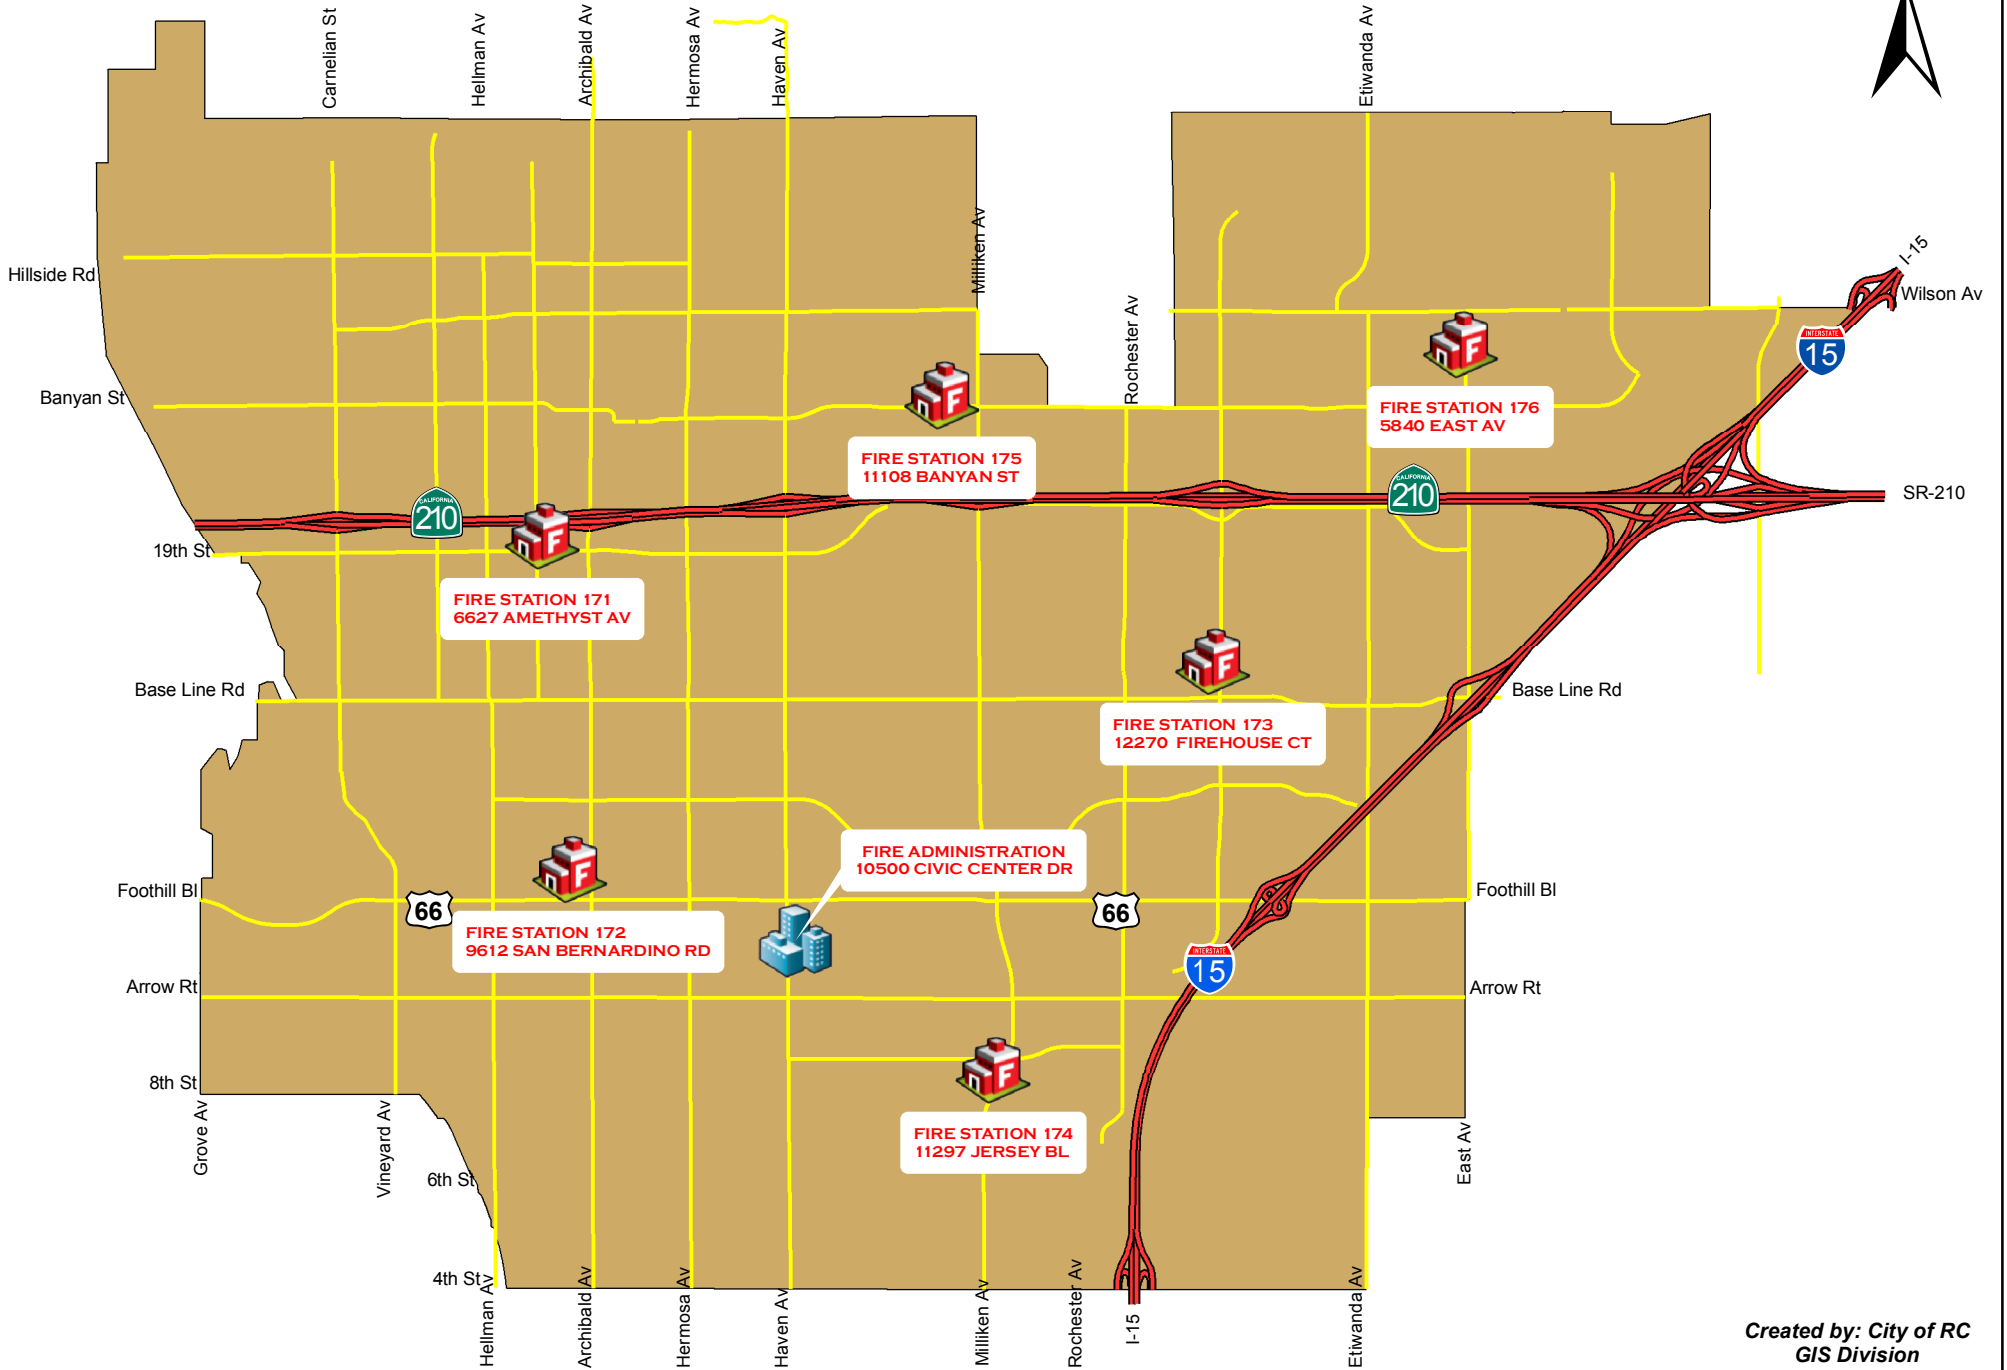 Carnelian St
Hellman Av
Archibald Av
Hermosa Av
Haven Av
Etiwanda Av
Milliken Av
Rochester Av
I-15
Wilson Av
Hillside Rd
INTERSTATE
15
Banyan St
FIRE STATION 176
5840 EAST AV
FIRE STATION 175
11108 BANYAN ST
CALIFORNIA
210
CALIFORNIA
210
SR-210
19th St
FIRE STATION 171
6627 AMETHYST AV
Base Line Rd
Base Line Rd
FIRE STATION 173
12270 FIREHOUSE CT
FIRE ADMINISTRATION
10500 CIVIC CENTER DR
Foothill Bl
Foothill Bl
66
66
FIRE STATION 172
9612 SAN BERNARDINO RD
INTERSTATE
15
Arrow Rt
Arrow Rt
8th St
FIRE STATION 174
11297 JERSEY BL
Grove Av
Vineyard Av
East Av
6th St
4th St
Hellman Av
Archibald Av
Hermosa Av
Haven Av
Milliken Av
Rochester Av
I-15
Etiwanda Av
F
F
F
F
F
F
Created by: City of RC
GIS Division